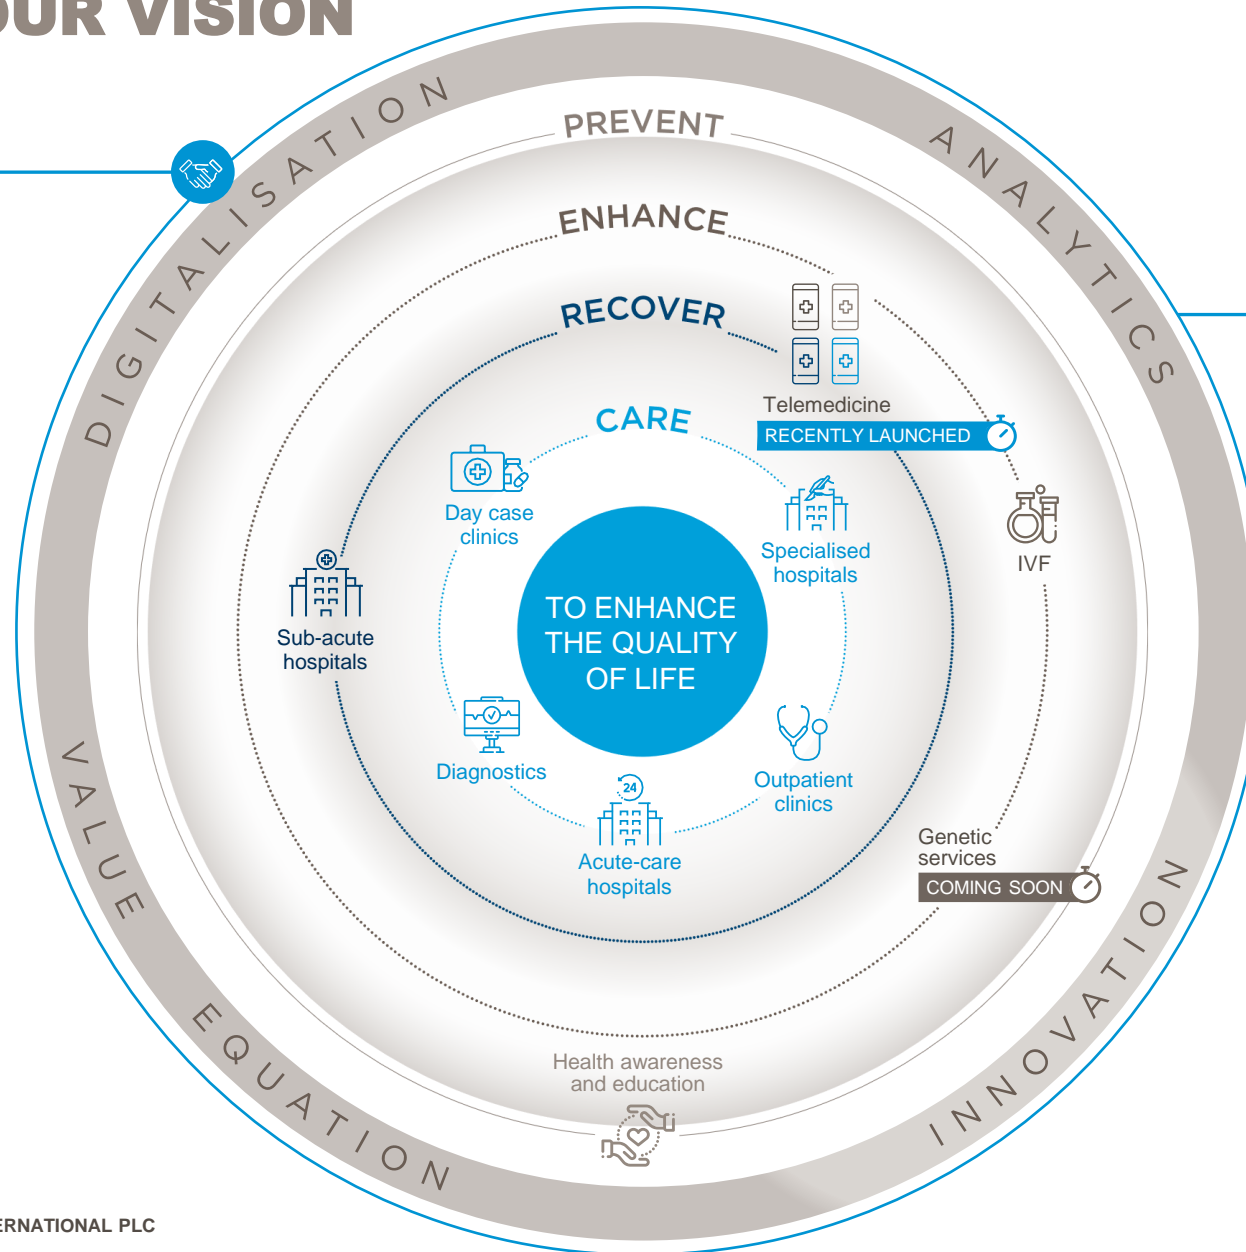 OUR VISION
DIGITALISATION
ANALYTICS
PREVENT
ENHANCE
RECOVER
Telemedicine
RECENTLY LAUNCHED
CARE
Day case
clinics
Specialised
hospitals
IVF
TO ENHANCE
THE QUALITY
OF LIFE
Sub-acute
hospitals
Diagnostics
Outpatient
clinics
24
Acute-care
hospitals
Genetic
services
COMING SOON
VALUE EQUATION
INNOVATION
Health awareness
and education
ERNATIONAL PLC